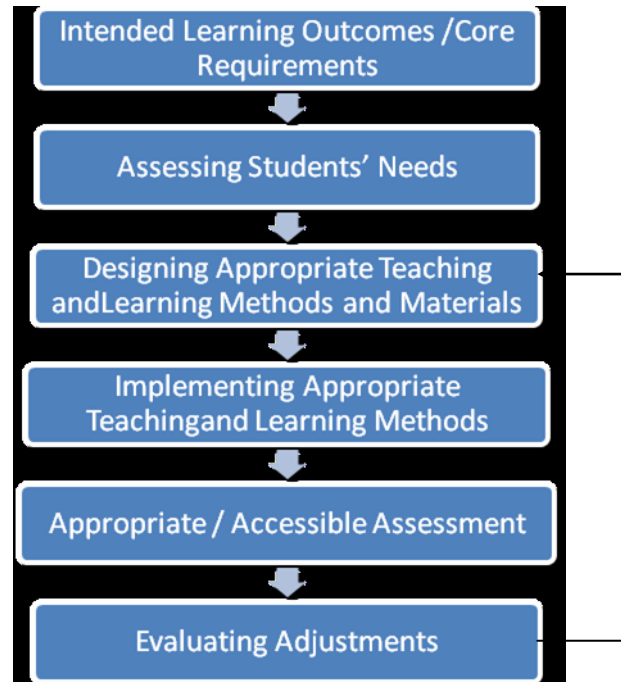 Intended Learning Outcomes /Core
Requirements
Assessing Students’ Needs
Designing Appropriate Teaching
andLearning Methods and Materials
Implementing Appropriate
Teachingand Learning Methods
Appropriate / Accessible Assessment
Evaluating Adjustments